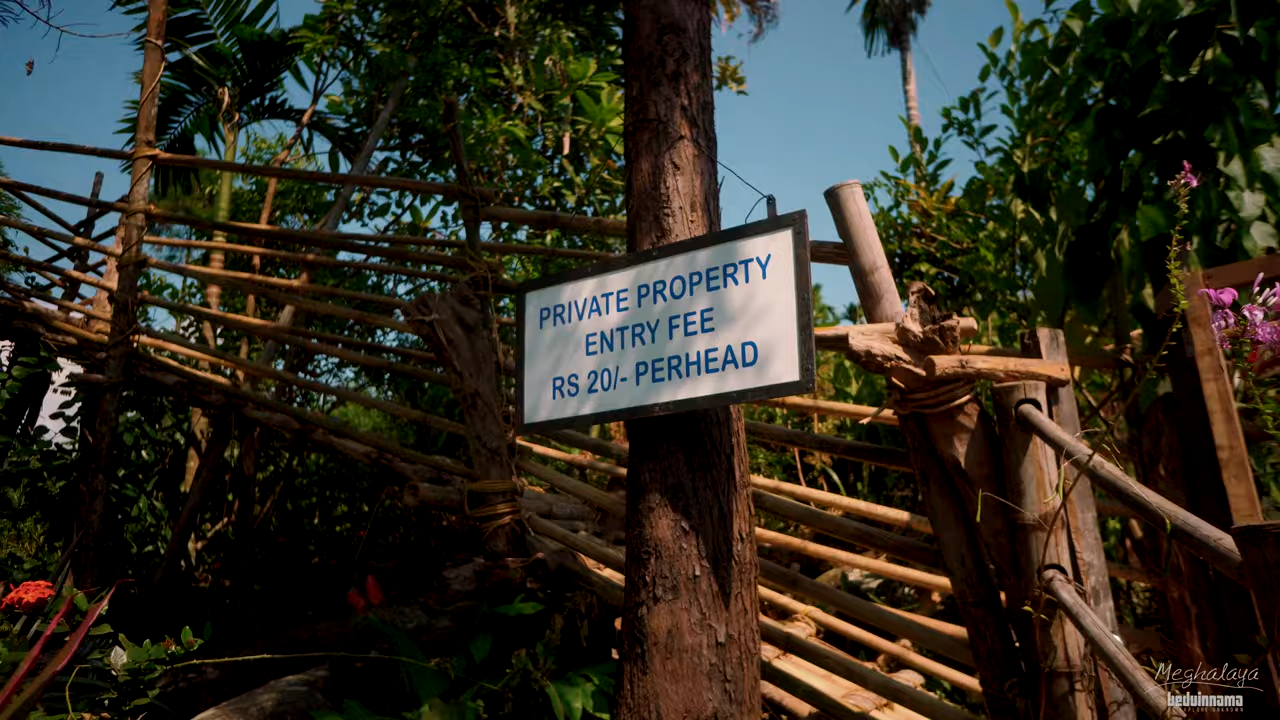 PRIVATE PROPERTY
ENTRY FEE
RS 20/- PERHEAD
Meghalaya
beduinnama